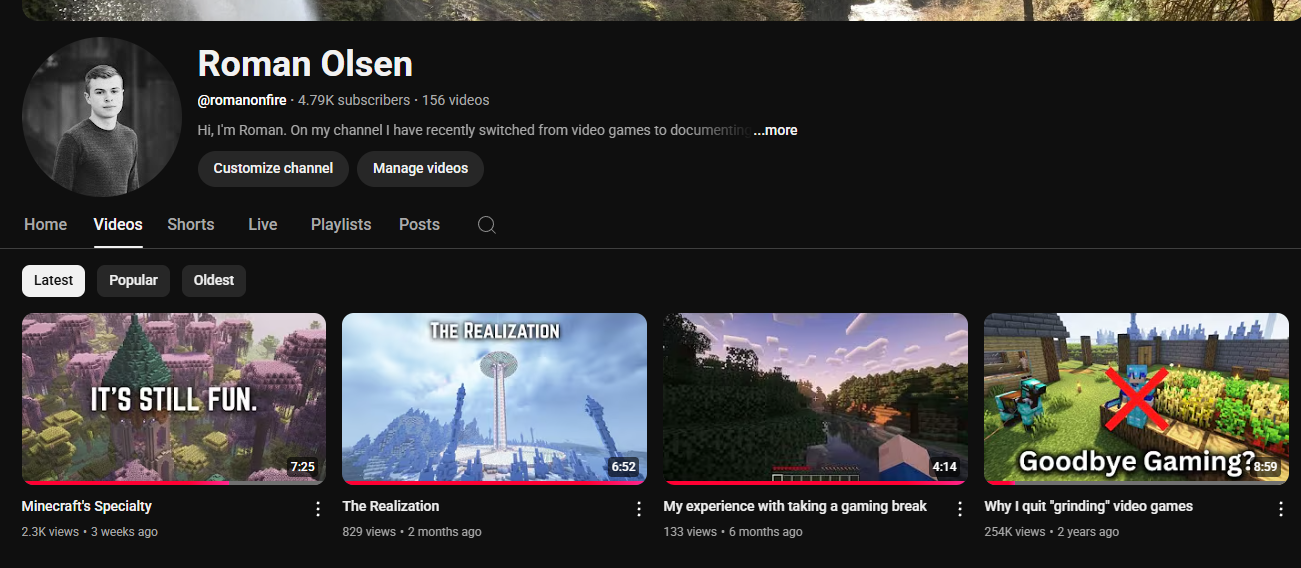 Roman Olsen
@romanonfire · 4.79K subscribers · 156 videos
Hi, I'm Roman. On my channel I have recently switched from video games to documenting ...more
Customize channel
Manage videos
Home Videos Shorts Live Playlists Posts
Latest Popular Oldest
IT'S STILL FUN.
7:25
THE REALIZATION
6:52
4:14
Goodbye Gaming?
8:59
Minecraft's Specialty
2.3K views • 3 weeks ago
The Realization
829 views • 2 months ago
My experience with taking a gaming break
133 views • 6 months ago
Why I quit "grinding" video games
254K views • 2 years ago